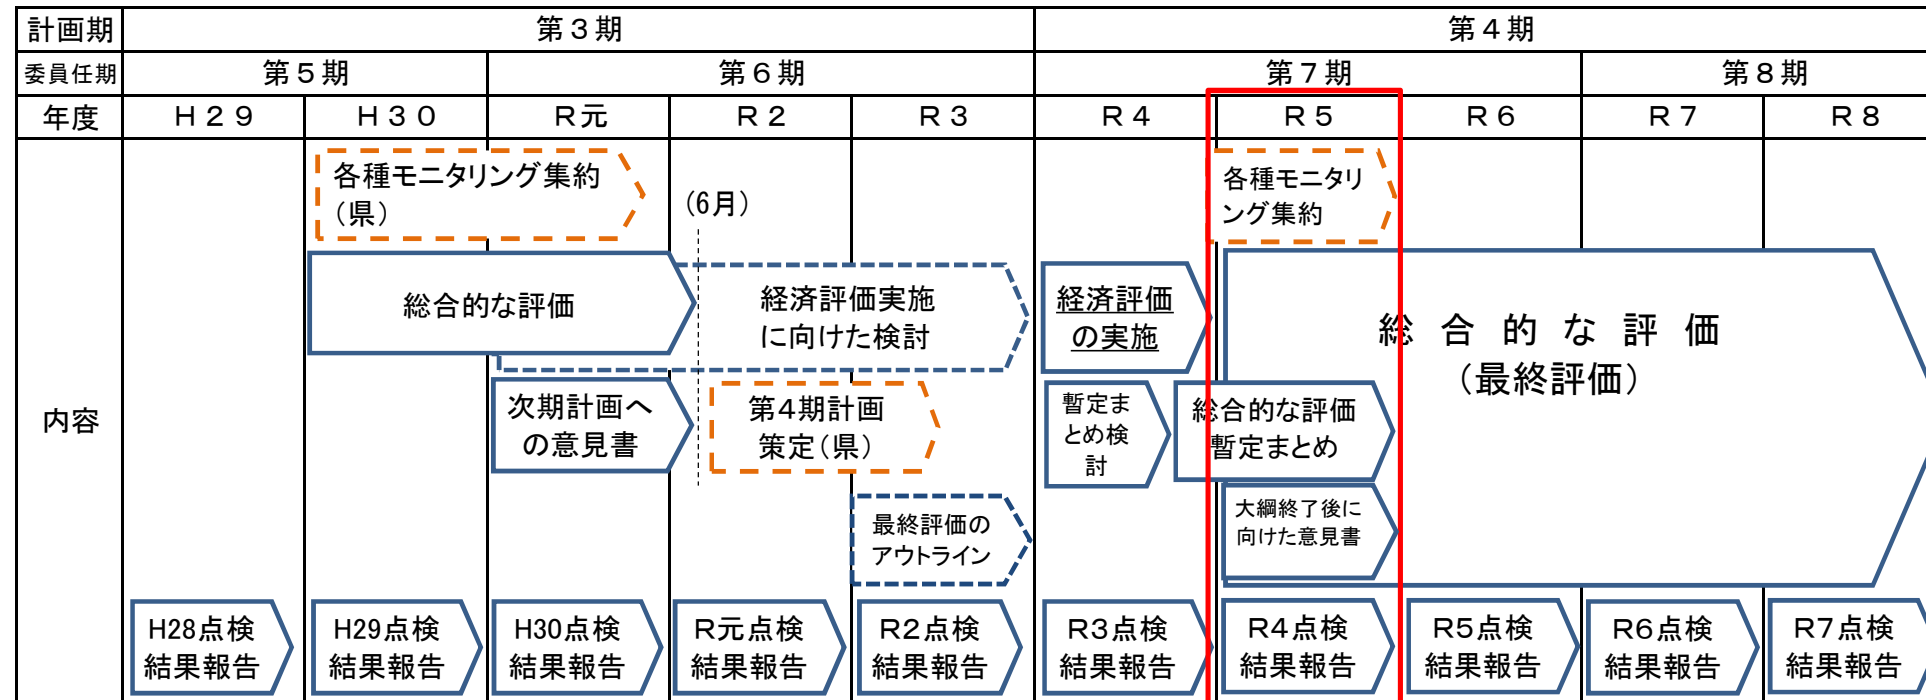 計画期 第３期 第４期
委員任期 第５期 第６期 第７期 第８期
年度 Ｈ２９ Ｈ３０ Ｒ元 Ｒ２ Ｒ３ Ｒ４ Ｒ５ Ｒ６ Ｒ７ Ｒ８
内容
各種モニタリング集約
（県）
(6月)
各種モニタリ
ング集約
総合的な評価
経済評価実施
に向けた検討
経済評価
の実施
総合的な評価
（最終評価）
次期計画へ
の意見書
第４期計画
策定（県）
暫定ま
とめ検
討
総合的な評価
暫定まとめ
最終評価の
アウトライン
大綱終了後に
向けた意見書
H28点検
結果報告
H29点検
結果報告
H30点検
結果報告
R元点検
結果報告
R2点検
結果報告
R3点検
結果報告
R4点検
結果報告
R5点検
結果報告
R6点検
結果報告
R7点検
結果報告